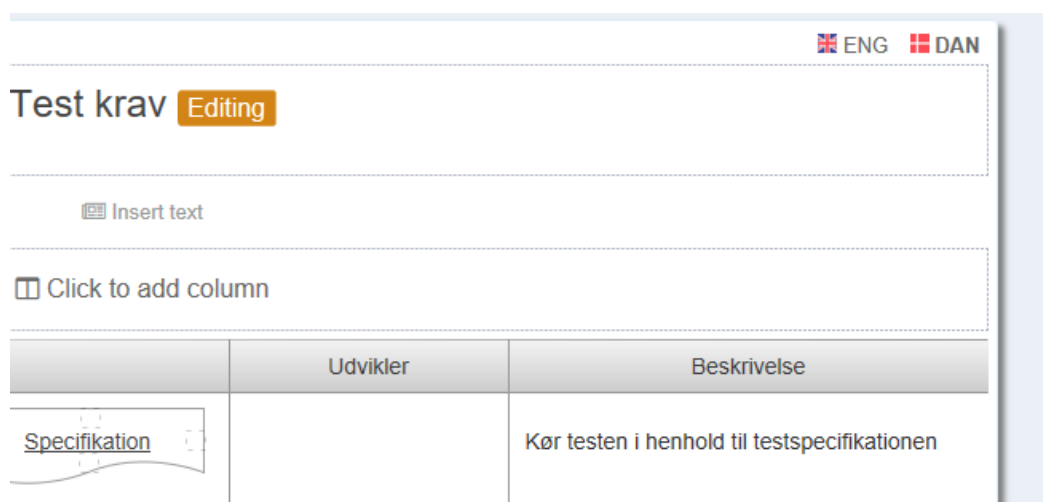 ENG DAN
Test krav Editing
Insert text
Click to add column
Udvikler Beskrivelse
Specifikation Kør testen i henhold til testspecifikationen